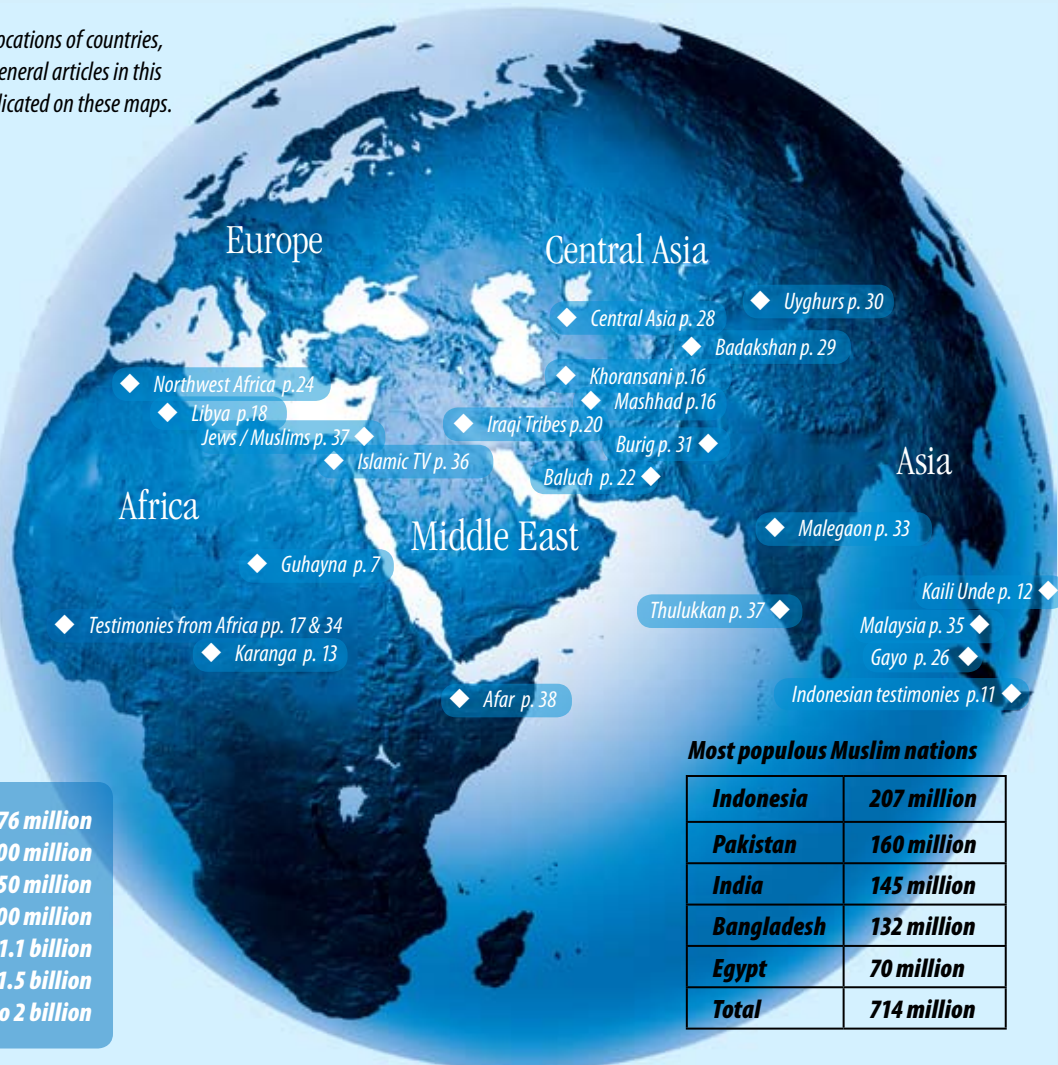 ocations of countries,
eneral articles in this
licated on these maps.
Europe
Central Asia
Uyghurs p. 30
Central Asia p. 28
Badakshan p. 29
Khoransani p.16
Mashhad p.16
Northwest Africa p.24
Libya p.18
Iraqi Tribes p.20
Jews / Muslims p. 37
Burig p. 31
Islamic TV p. 36
Baluch p. 22
Asia
Africa
Middle East
Malegaon p. 33
Guhayna p. 7
Kaili Unde p. 12
Thulukkan p. 37
Testimonies from Africa pp. 17 & 34
Malaysia p. 35
Karanga p. 13
Gayo p. 26
Afar p. 38
Indonesian testimonies p.11
Most populous Muslim nations
Indonesia 207 million
Pakistan 160 million
India 145 million
Bangladesh 132 million
Egypt 70 million
Total 714 million
76 million
00 million
50 million
00 million
1.1 billion
1.5 billion
o 2 billion